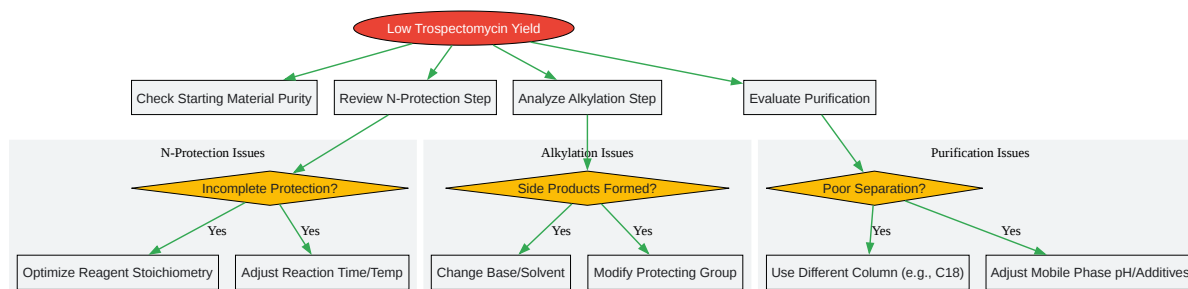 Low Trospectomycin Yield
Check Starting Material Purity
Review N-Protection Step
Analyze Alkylation Step
Evaluate Purification
N-Protection Issues
Alkylation Issues
Purification Issues
Incomplete Protection?
Side Products Formed?
Poor Separation?
Yes
Yes
Yes
Yes
Yes
Yes
Optimize Reagent Stoichiometry
Adjust Reaction Time/Temp
Change Base/Solvent
Modify Protecting Group
Use Different Column (e.g., C18)
Adjust Mobile Phase pH/Additives